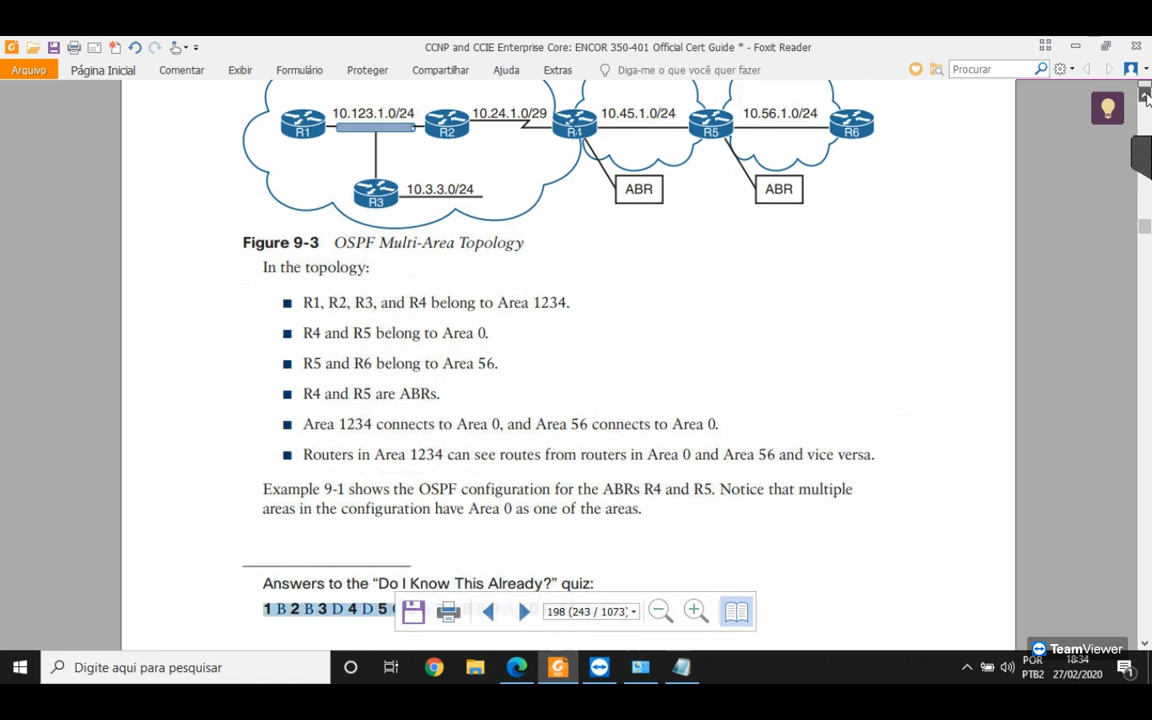 CCNP and CCIE Enterprise Core: ENCOR 350-401 Official Cert Guide * - Foxit Reader
Arquivo Página Inicial Comentar Exibir Formulário Proteger Compartilhar Ajuda Extras Diga-me o que você quer fazer Procurar
10.123.1.0/24 10.24.1.0/29 10.45.1.0/24 10.56.1.0/24
R1 R2 R4 R5 R6
ABR ABR
10.3.3.0/24
R3
Figure 9-3 OSPF Multi-Area Topology
In the topology:
■ R1, R2, R3, and R4 belong to Area 1234.
■ R4 and R5 belong to Area 0.
■ R5 and R6 belong to Area 56.
■ R4 and R5 are ABRs.
■ Area 1234 connects to Area 0, and Area 56 connects to Area 0.
■ Routers in Area 1234 can see routes from routers in Area 0 and Area 56 and vice versa.
Example 9-1 shows the OSPF configuration for the ABRs R4 and R5. Notice that multiple
areas in the configuration have Area 0 as one of the areas.
Answers to the "Do I Know This Already?" quiz:
1 B 2 B 3 D 4 D 5
198 (243 / 1073)
TeamViewer
Digite aqui para pesquisar
POR
PTB2
18:34
27/02/2020
1